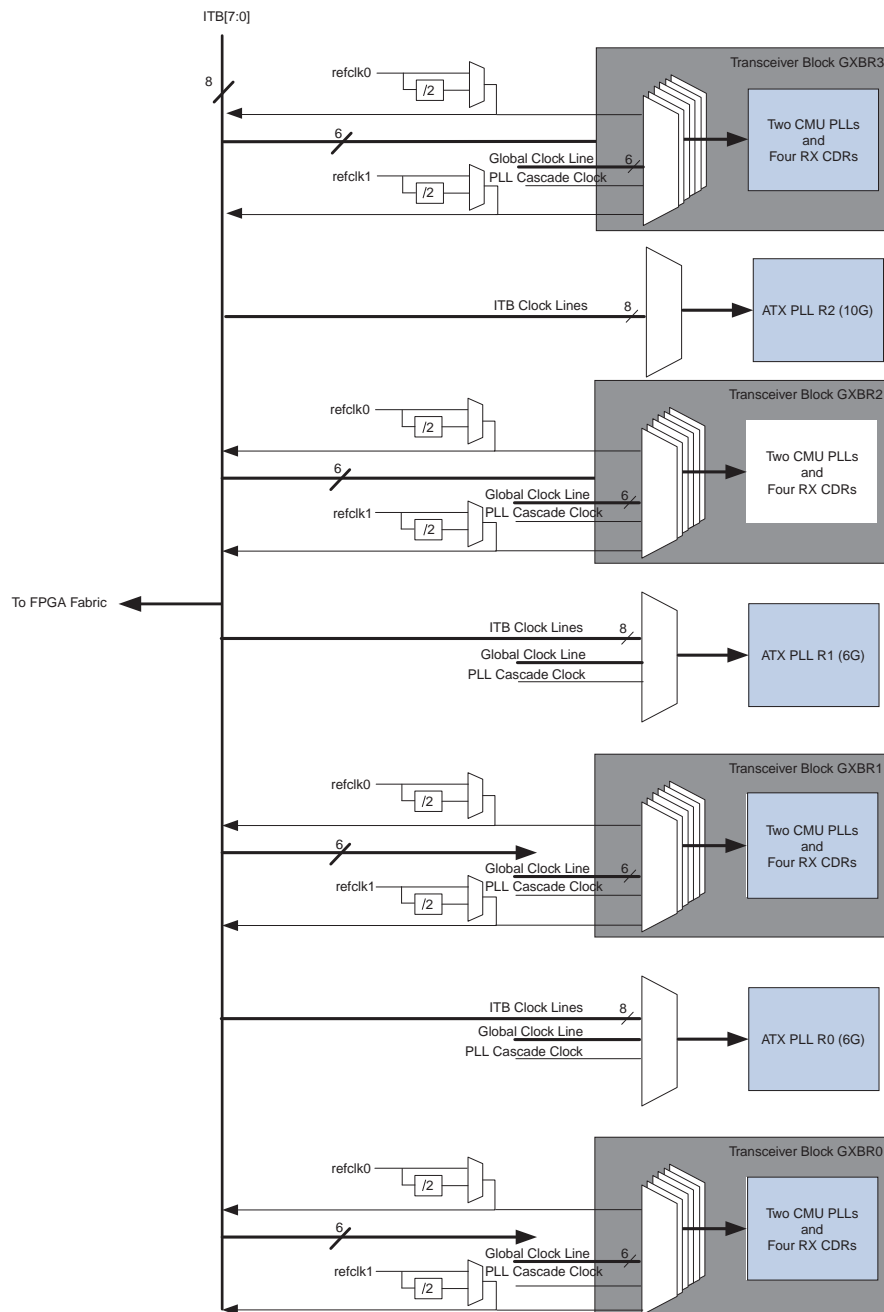 ITB[7:0]
8
refclk0
/2
Transceiver Block GXBR3
Two CMU PLLs
and
Four RX CDRs
6
Global Clock Line
6
PLL Cascade Clock
refclk1
/2
ITB Clock Lines
8
ATX PLL R2 (10G)
Transceiver Block GXBR2
refclk0
/2
Two CMU PLLs
and
Four RX CDRs
6
Global Clock Line
6
PLL Cascade Clock
refclk1
/2
To FPGA Fabric
ITB Clock Lines
8
Global Clock Line
PLL Cascade Clock
ATX PLL R1 (6G)
Transceiver Block GXBR1
refclk0
/2
Two CMU PLLs
and
Four RX CDRs
6
Global Clock Line
6
PLL Cascade Clock
refclk1
/2
ITB Clock Lines
8
Global Clock Line
PLL Cascade Clock
ATX PLL R0 (6G)
Transceiver Block GXBR0
refclk0
/2
Two CMU PLLs
and
Four RX CDRs
6
Global Clock Line
6
PLL Cascade Clock
refclk1
/2